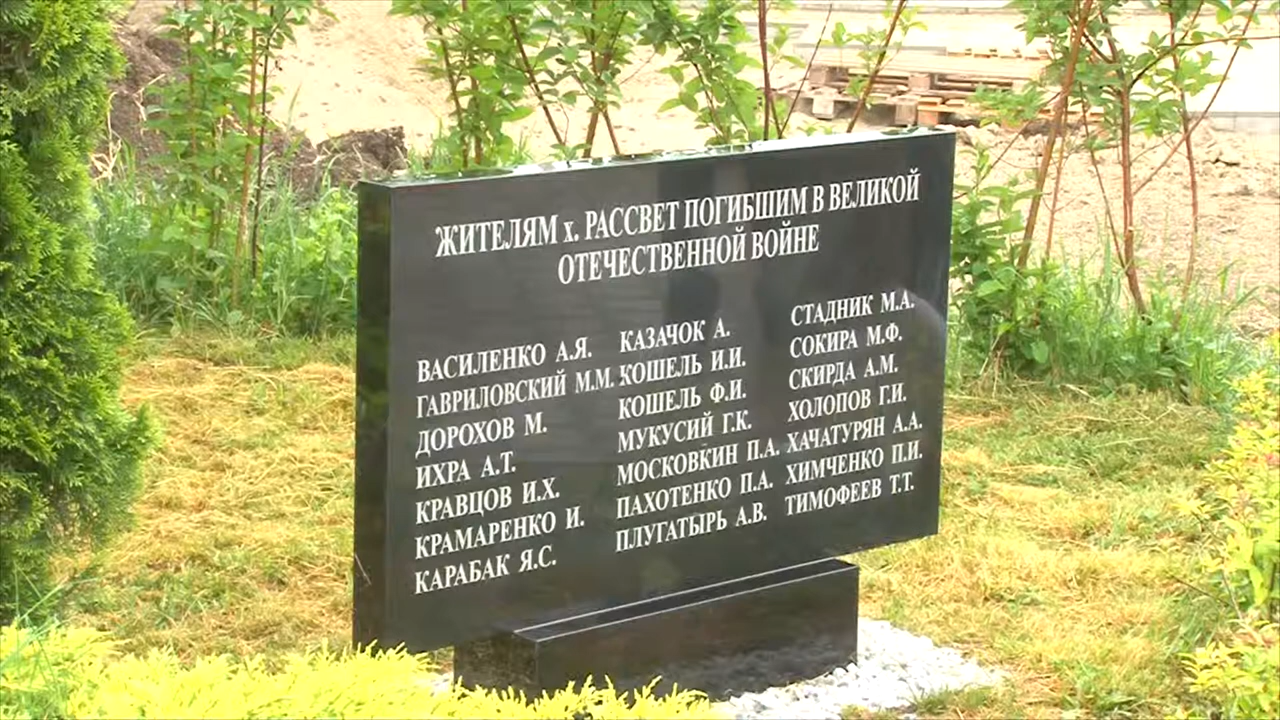 ЖИТЕЛЯМ х. РАССВЕТ ПОГИБШИМ В ВЕЛИКОЙ
ОТЕЧЕСТВЕННОЙ ВОЙНЕ
ВАСИЛЕНКО А.Я.
ГАВРИЛОВСКИЙ М.М.
ДОРОХОВ М.
ИХРА А.Т.
КРАВЦОВ И.Х.
КРАМАРЕНКО И.
КАРАБАК Я.С.
КАЗАЧОК А.
КОШЕЛЬ И.И.
КОШЕЛЬ Ф.И.
МУКУСИЙ Г.К.
МОСКОВКИН П.А.
ПАХОТЕНКО П.А.
ПЛУГАТЫРЬ А.В.
СТАДНИК М.А.
СОКИРА М.Ф.
СКИРДА А.М.
ХОЛОПОВ Г.И.
ХАЧАТУРЯН А.А.
ХИМЧЕНКО П.И.
ТИМОФЕЕВ Т.Т.